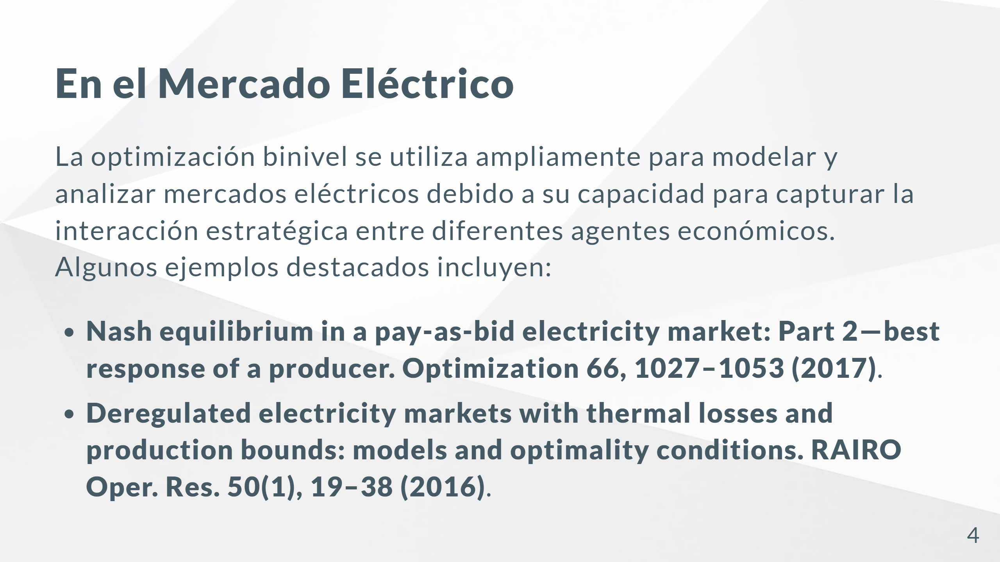 En el Mercado Eléctrico
La optimización binivel se utiliza ampliamente para modelar y
analizar mercados eléctricos debido a su capacidad para capturar la
interacción estratégica entre diferentes agentes económicos.
Algunos ejemplos destacados incluyen:
• Nash equilibrium in a pay-as-bid electricity market: Part 2—best
response of a producer. Optimization 66, 1027–1053 (2017).
• Deregulated electricity markets with thermal losses and
production bounds: models and optimality conditions. RAIRO
Oper. Res. 50(1), 19–38 (2016).
4